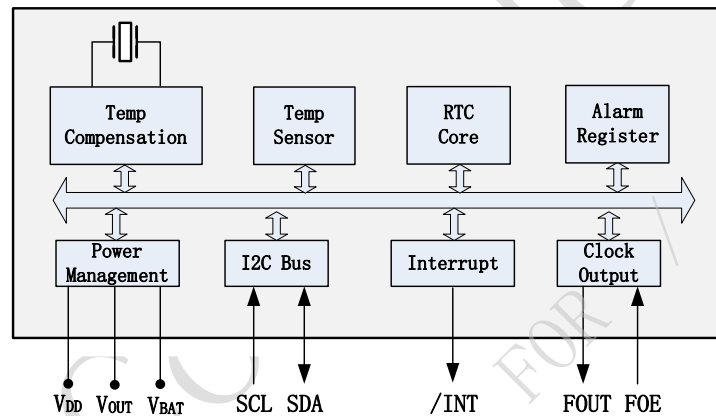 Temp
Compensation
Temp
Sensor
RTC
Core
Alarm
Register
Power
Management
I2C Bus
Interrupt
Clock
Output
VDD VOUT VBAT SCL SDA /INT FOUT FOE
FOR